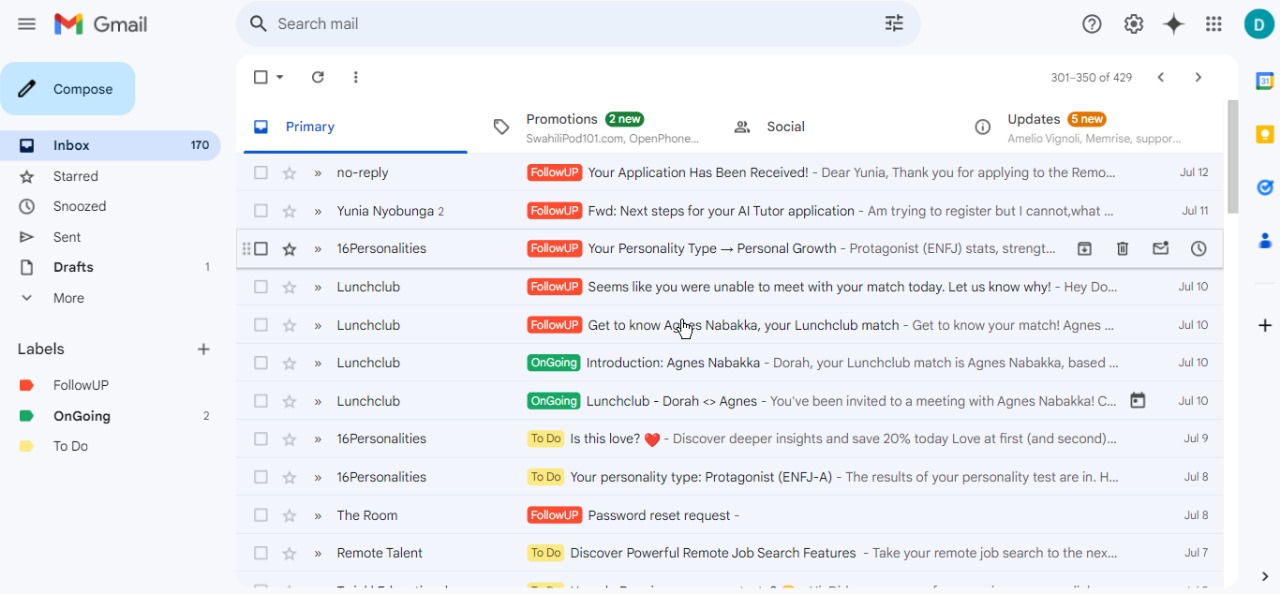 Gmail
Search mail
D
Compose
301–350 of 429
31
Primary
Promotions 2 new
SwahiliPod101.com, OpenPhone...
Social
Updates 5 new
Amelio Vignoli, Memrise, suppor...
Inbox 170
Starred
Snoozed
Sent
Drafts 1
More
Labels
FollowUP
OnGoing 2
To Do
no-reply FollowUP Your Application Has Been Received! - Dear Yunia, Thank you for applying to the Remo... Jul 12
Yunia Nyobunga 2 FollowUP Fwd: Next steps for your AI Tutor application - Am trying to register but I cannot,what ... Jul 11
16Personalities FollowUP Your Personality Type → Personal Growth - Protagonist (ENFJ) stats, strengt...
Lunchclub FollowUP Seems like you were unable to meet with your match today. Let us know why! - Hey Do... Jul 10
Lunchclub FollowUP Get to know Agnes Nabakka, your Lunchclub match - Get to know your match! Agnes ... Jul 10
Lunchclub OnGoing Introduction: Agnes Nabakka - Dorah, your Lunchclub match is Agnes Nabakka, based ... Jul 10
Lunchclub OnGoing Lunchclub - Dorah <> Agnes - You've been invited to a meeting with Agnes Nabakka! C... Jul 10
16Personalities To Do Is this love? ❤️ - Discover deeper insights and save 20% today Love at first (and second)... Jul 9
16Personalities To Do Your personality type: Protagonist (ENFJ-A) - The results of your personality test are in. H... Jul 8
The Room FollowUP Password reset request - Jul 8
Remote Talent To Do Discover Powerful Remote Job Search Features - Take your remote job search to the nex... Jul 7